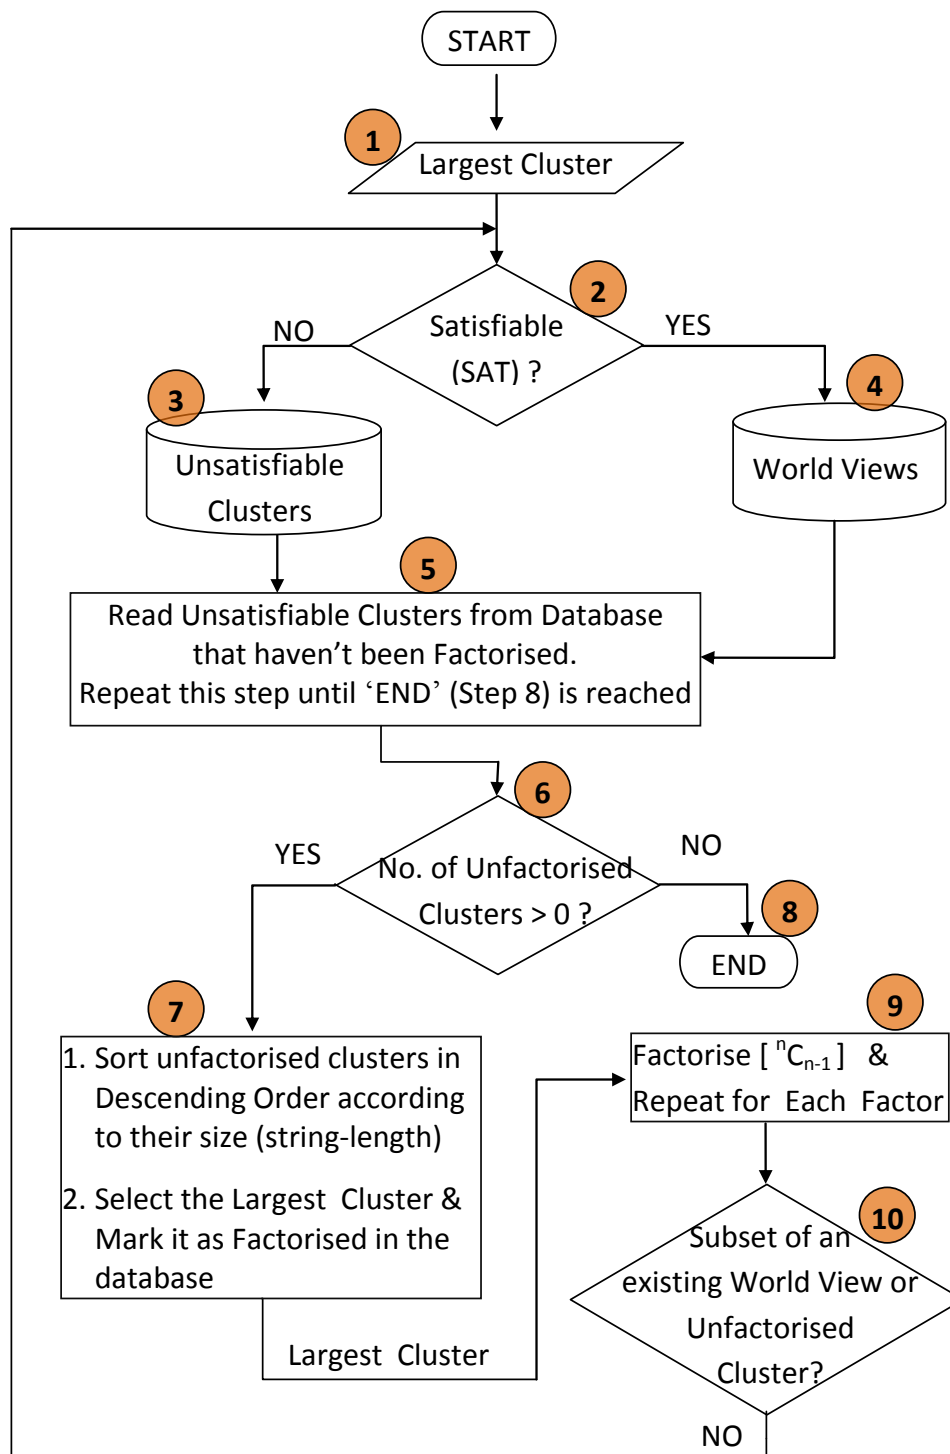 START
1
Largest Cluster
2
Satisfiable
(SAT) ?
NO
YES
3
Unsatisfiable
Clusters
4
World Views
5
Read Unsatisfiable Clusters from Database
that haven’t been Factorised.
Repeat this step until ‘END’ (Step 8) is reached
6
No. of Unfactorised
Clusters > 0 ?
YES
NO
8
END
7
1. Sort unfactorised clusters in
Descending Order according
to their size (string-length)
2. Select the Largest Cluster &
Mark it as Factorised in the
database
Largest Cluster
9
Factorise [ ⁿCₙ₋₁ ] &
Repeat for Each Factor
10
Subset of an
existing World View or
Unfactorised
Cluster?
NO